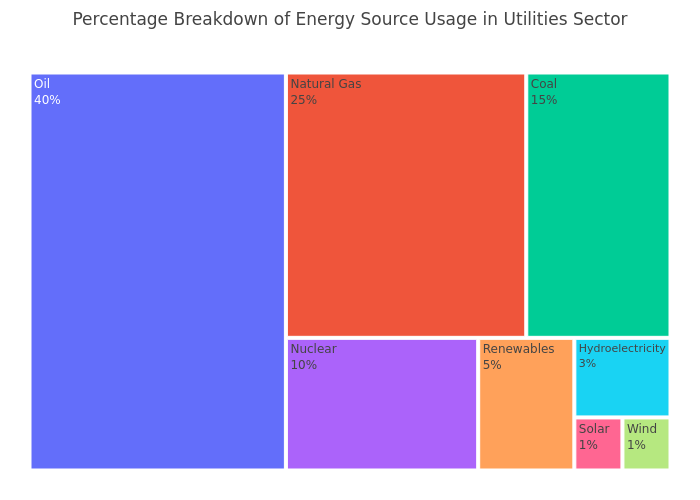 Percentage Breakdown of Energy Source Usage in Utilities Sector
Oil
40%
Natural Gas
25%
Coal
15%
Nuclear
10%
Renewables
5%
Hydroelectricity
3%
Solar
1%
Wind
1%